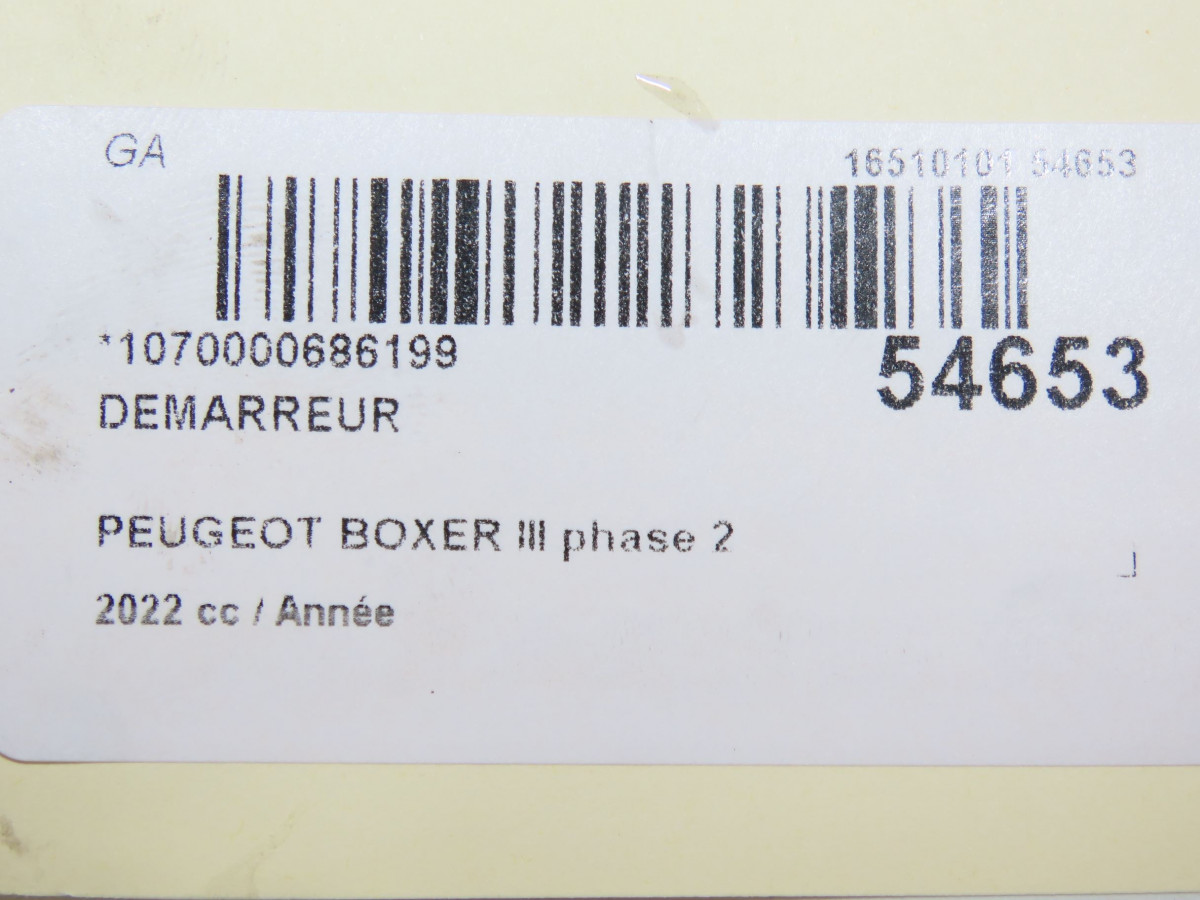 GA
16510101 54653
*1070000686199
54653
DEMARREUR
PEUGEOT BOXER III phase 2
2022 cc / Année